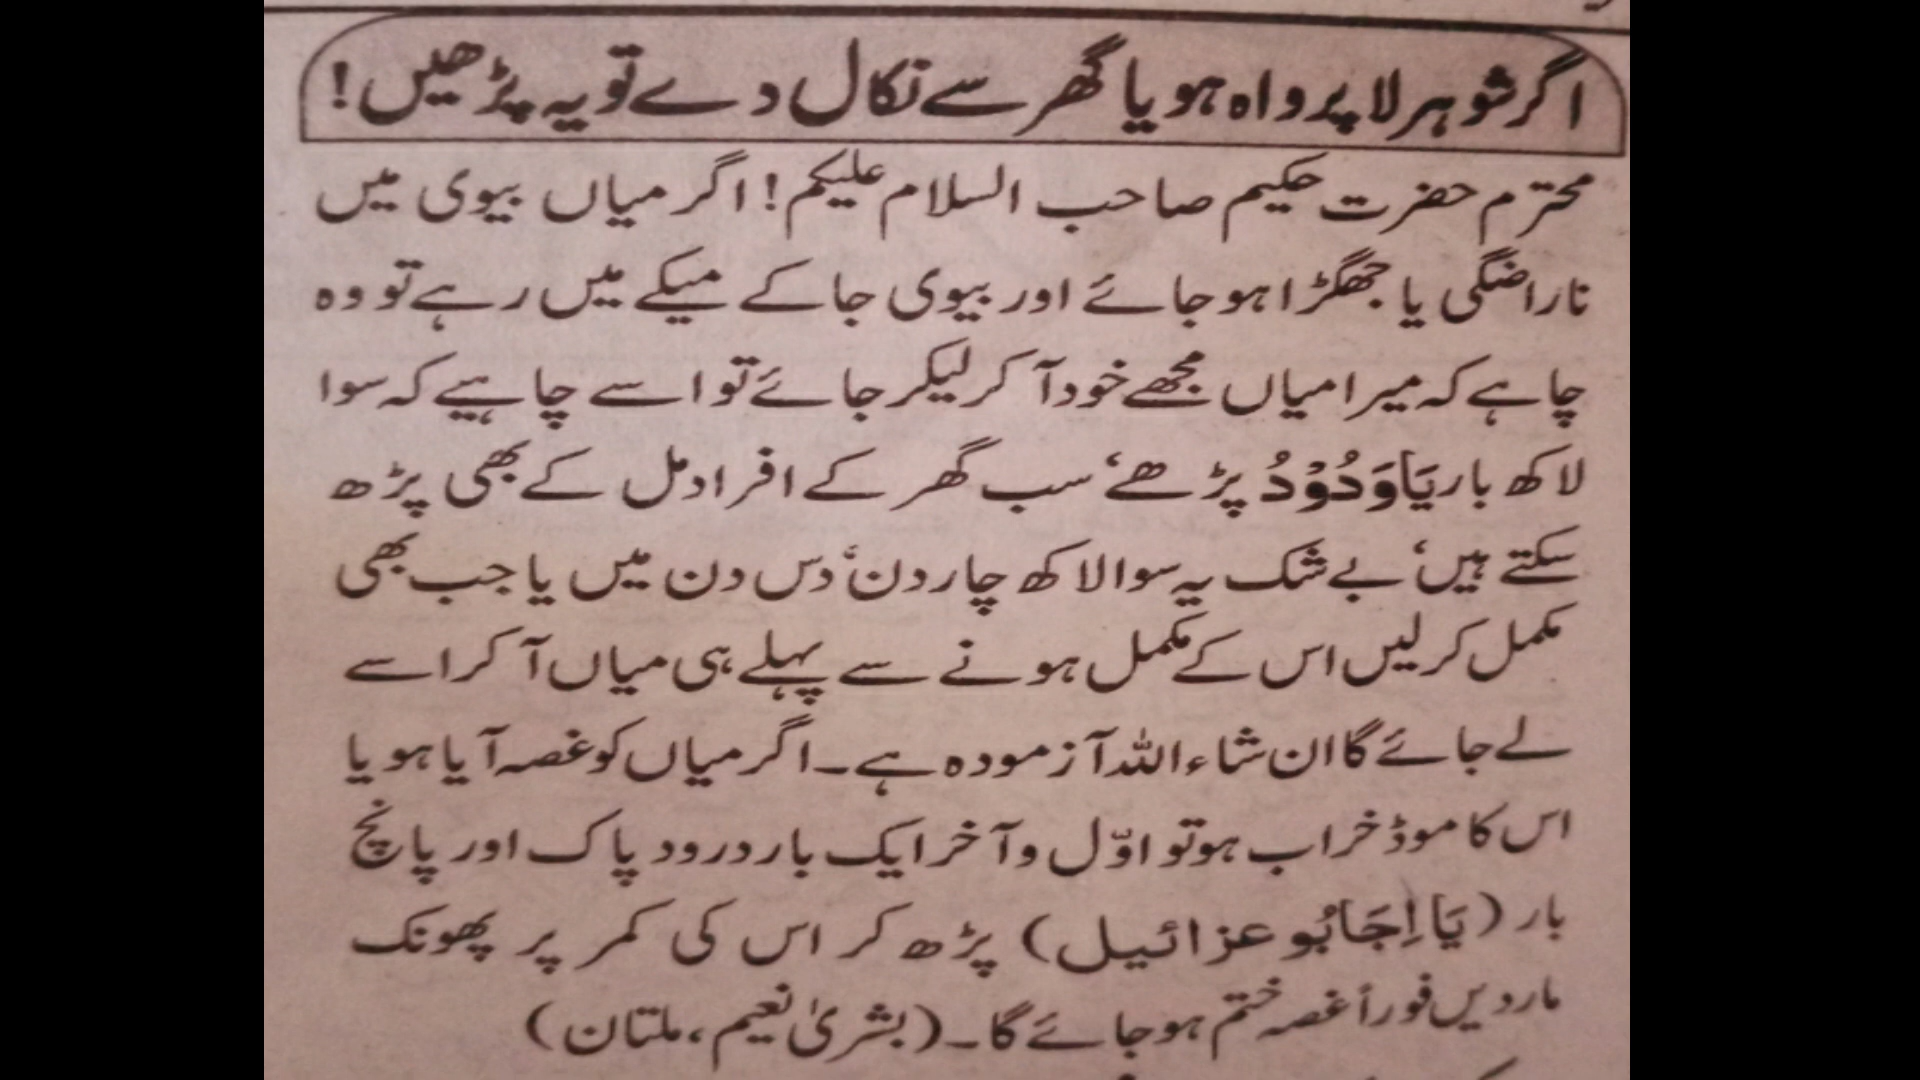 اگر شوہر لا پرواہ ہو یا گھر سے نکال دے تو یہ پڑھیں!
محترم حضرت حکیم صاحب السلام علیکم! اگر میاں بیوی میں
ناراضگی یا جھگڑا ہو جائے اور بیوی جا کے میکے میں رہے تو وہ
چاہے کہ میرا میاں مجھے خود آ کر لیکر جائے تو اسے چاہیے کہ سوا
لاکھ بار یَاوَدُوْدُ پڑھے، سب گھر کے افراد مل کے بھی پڑھ
سکتے ہیں، بے شک یہ سوا لاکھ چار دن، دس دن میں یا جب بھی
مکمل کرلیں اس کے مکمل ہونے سے پہلے ہی میاں آ کر اسے
لے جائے گا ان شاء اللہ آزمودہ ہے۔ اگر میاں کو غصہ آیا ہو یا
اس کا موڈ خراب ہو تو اوّل و آخر ایک بار درود پاک اور پانچ
بار (یَا اِجَابُو عزائیل) پڑھ کر اس کی کمر پر پھونک
مار دیں فوراً غصہ ختم ہو جائے گا۔ (بشریٰ نعیم، ملتان)